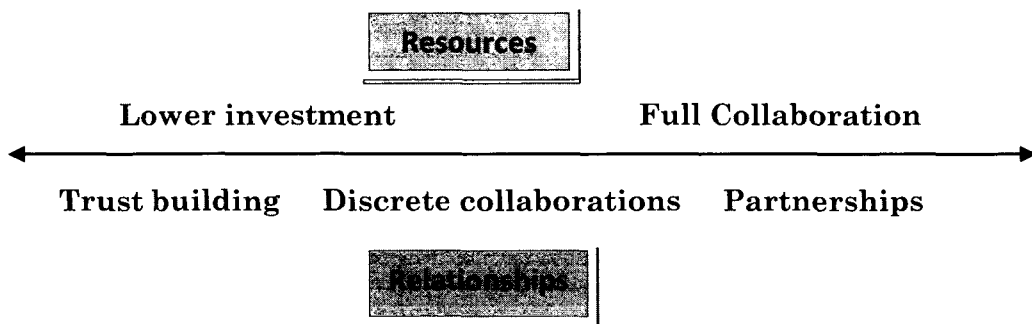 Resources
Lower investment Full Collaboration
Trust building Discrete collaborations Partnerships
Relationships